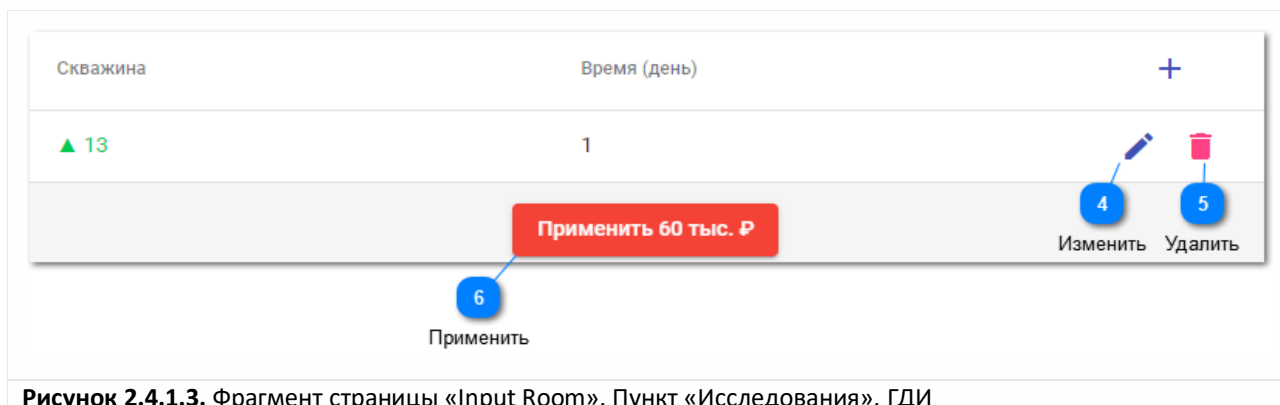 Скважина Время (день) +
▲ 13 1
4 5
Применить 60 тыс. ₽
Изменить Удалить
6
Применить
Рисунок 2.4.1.3. Фрагмент страницы «Input Room». Пункт «Исследования». ГДИ